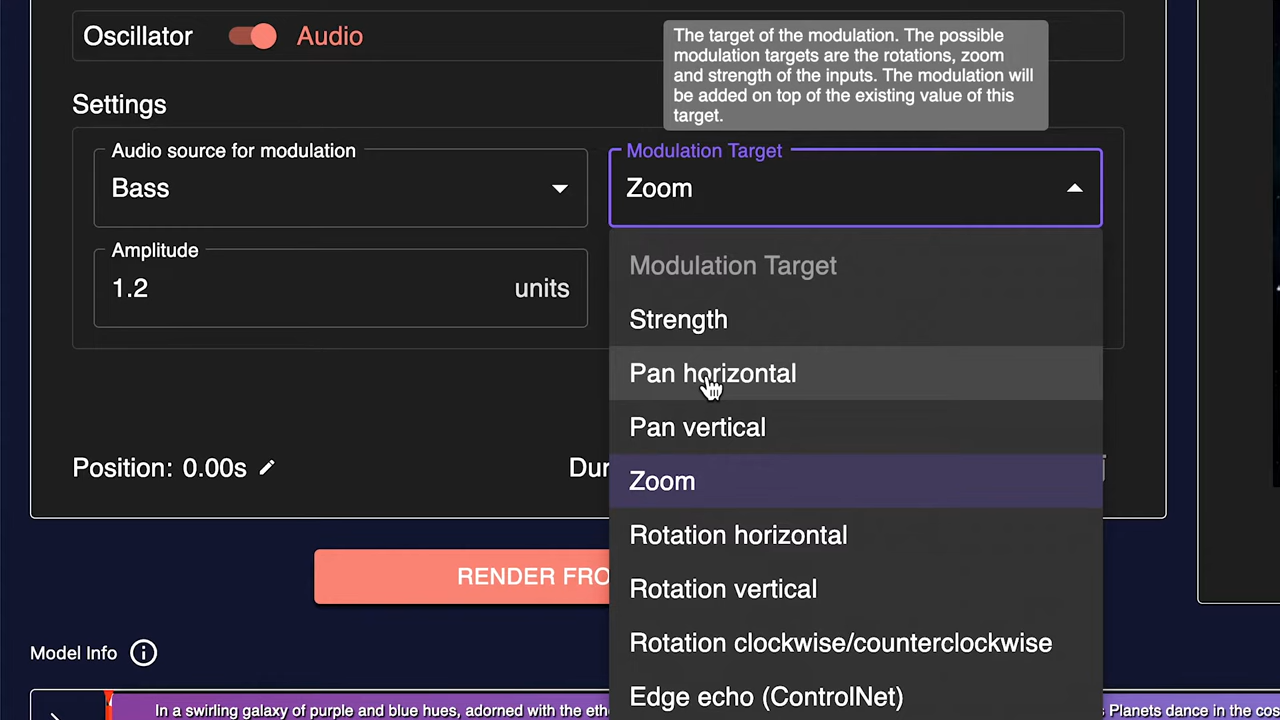 Oscillator
Audio
The target of the modulation. The possible
modulation targets are the rotations, zoom
and strength of the inputs. The modulation will
be added on top of the existing value of this
target.
Settings
Audio source for modulation
Bass
Modulation Target
Zoom
Amplitude
1.2
units
Modulation Target
Strength
Pan horizontal
Pan vertical
Zoom
Rotation horizontal
Rotation vertical
Rotation clockwise/counterclockwise
Edge echo (ControlNet)
Position: 0.00s
Dur
RENDER FRO
Model Info
In a swirling galaxy of purple and blue hues, adorned with the
Planets dance in the